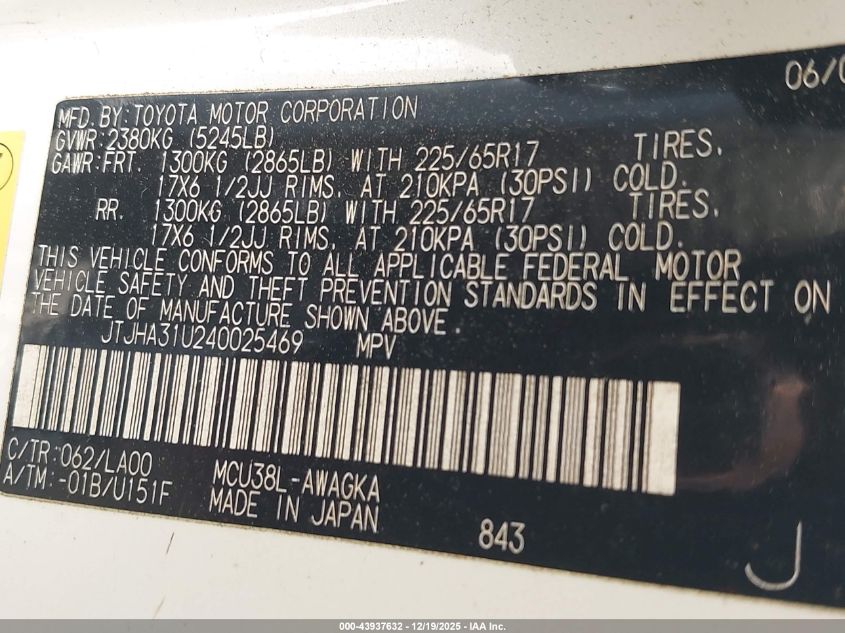 06/0
MFD. BY: TOYOTA MOTOR CORPORATION
GVWR: 2380KG (5245LB)
GAWR: FRT. 1300KG (2865LB) WITH 225/65R17 TIRES,
17X6 1/2JJ RIMS, AT 210KPA (30PSI) COLD.
RR. 1300KG (2865LB) WITH 225/65R17 TIRES,
17X6 1/2JJ RIMS, AT 210KPA (30PSI) COLD.
THIS VEHICLE CONFORMS TO ALL APPLICABLE FEDERAL MOTOR
VEHICLE SAFETY AND THEFT PREVENTION STANDARDS IN EFFECT ON
THE DATE OF MANUFACTURE SHOWN ABOVE.
JTJHA31U240025469 MPV
C/TR: 062/LA00 MCU38L-AWAGKA
A/TM: -01B/U151F MADE IN JAPAN
843
J
000-43937632 - 12/19/2025 - IAA Inc.